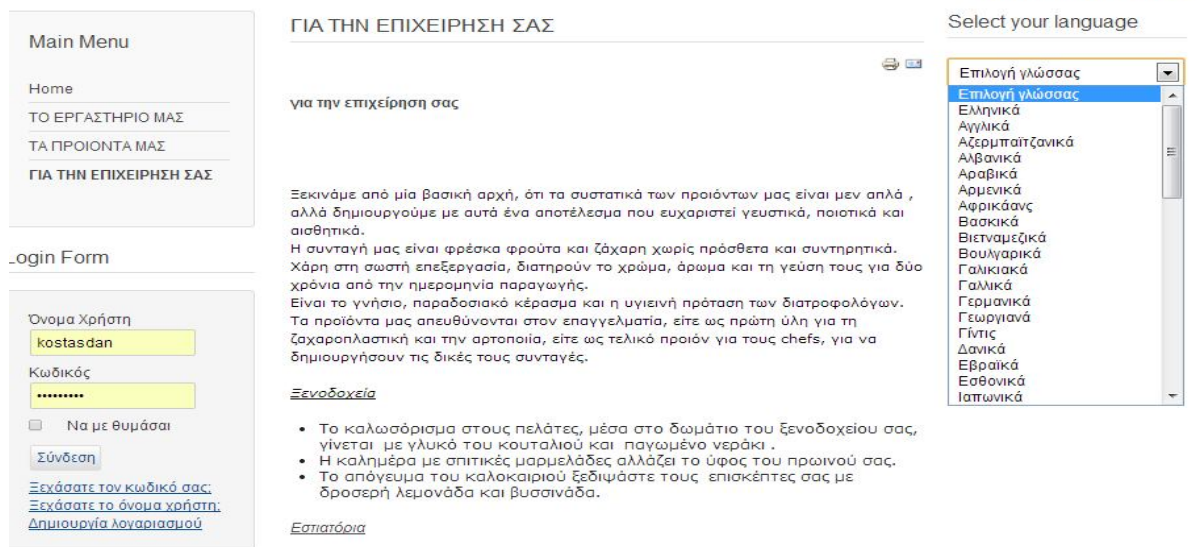 Main Menu
Home
ΤΟ ΕΡΓΑΣΤΗΡΙΟ ΜΑΣ
ΤΑ ΠΡΟΙΟΝΤΑ ΜΑΣ
ΓΙΑ ΤΗΝ ΕΠΙΧΕΙΡΗΣΗ ΣΑΣ
Login Form
Όνομα Χρήστη
kostasdan
Κωδικός
•••••••••
Να με θυμάσαι
Σύνδεση
Ξεχάσατε τον κωδικό σας;
Ξεχάσατε το όνομα χρήστη;
Δημιουργία λογαριασμού
ΓΙΑ ΤΗΝ ΕΠΙΧΕΙΡΗΣΗ ΣΑΣ
για την επιχείρηση σας
Ξεκινάμε από μία βασική αρχή, ότι τα συστατικά των προιόντων μας είναι μεν απλά ,
αλλά δημιουργούμε με αυτά ένα αποτέλεσμα που ευχαριστεί γευστικά, ποιοτικά και
αισθητικά.
Η συνταγή μας είναι φρέσκα φρούτα και ζάχαρη χωρίς πρόσθετα και συντηρητικά.
Χάρη στη σωστή επεξεργασία, διατηρούν το χρώμα, άρωμα και τη γεύση τους για δύο
χρόνια από την ημερομηνία παραγωγής.
Είναι το γνήσιο, παραδοσιακό κέρασμα και η υγιεινή πρόταση των διατροφολόγων.
Τα προϊόντα μας απευθύνονται στον επαγγελματία, είτε ως πρώτη ύλη για τη
ζαχαροπλαστική και την αρτοποιία, είτε ως τελικό προιόν για τους chefs, για να
δημιουργήσουν τις δικές τους συνταγές.
Ξενοδοχεία
• Το καλωσόρισμα στους πελάτες, μέσα στο δωμάτιο του ξενοδοχείου σας,
γίνεται με γλυκό του κουταλιού και παγωμένο νεράκι .
• Η καλημέρα με σπιτικές μαρμελάδες αλλάζει το ύφος του πρωινού σας.
• Το απόγευμα του καλοκαιριού ξεδιψάστε τους επισκέπτες σας με
δροσερή λεμονάδα και βυσσινάδα.
Εστιατόρια
Select your language
Επιλογή γλώσσας
Επιλογή γλώσσας
Ελληνικά
Αγγλικά
Αζερμπαϊτζανικά
Αλβανικά
Αραβικά
Αρμενικά
Αφρικάανς
Βασκικά
Βιετναμεζικά
Βουλγαρικά
Γαλικιακά
Γαλλικά
Γερμανικά
Γεωργιανά
Γίντις
Δανικά
Εβραϊκά
Εσθονικά
Ιαπωνικά